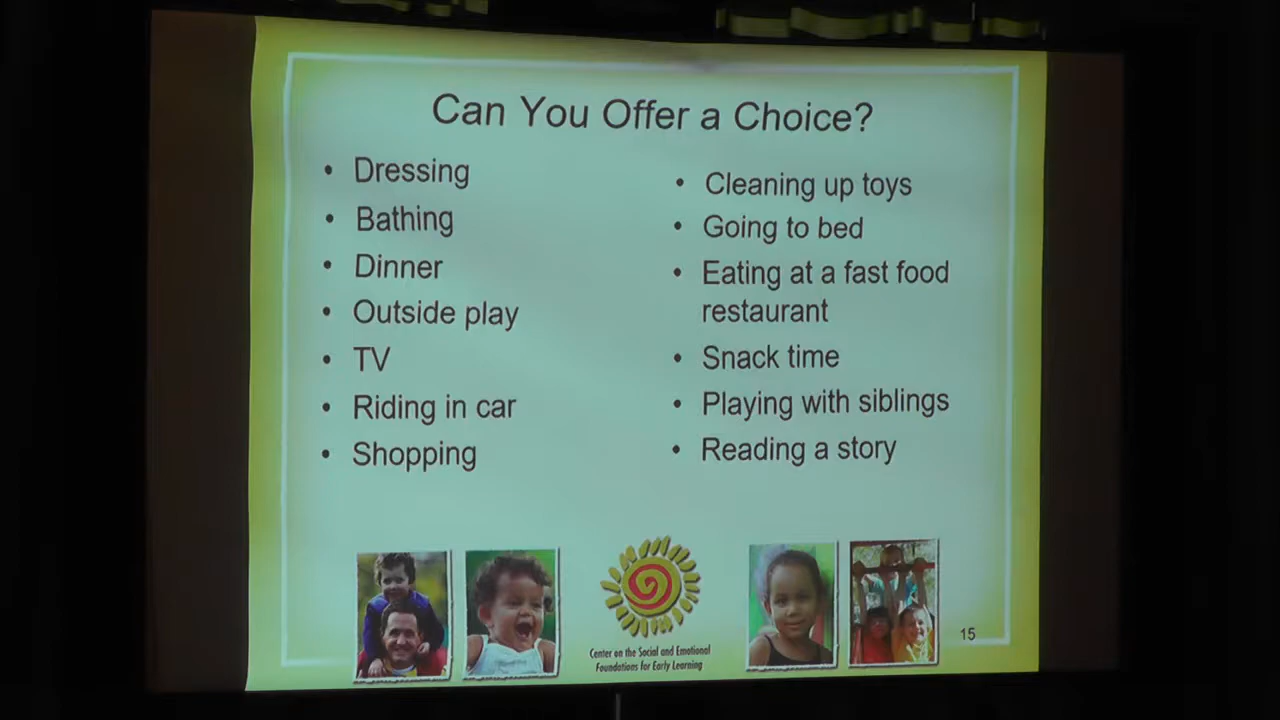 Can You Offer a Choice?
• Dressing
• Bathing
• Dinner
• Outside play
• TV
• Riding in car
• Shopping
• Cleaning up toys
• Going to bed
• Eating at a fast food
restaurant
• Snack time
• Playing with siblings
• Reading a story
Center on the Social and Emotional
Foundations for Early Learning
15